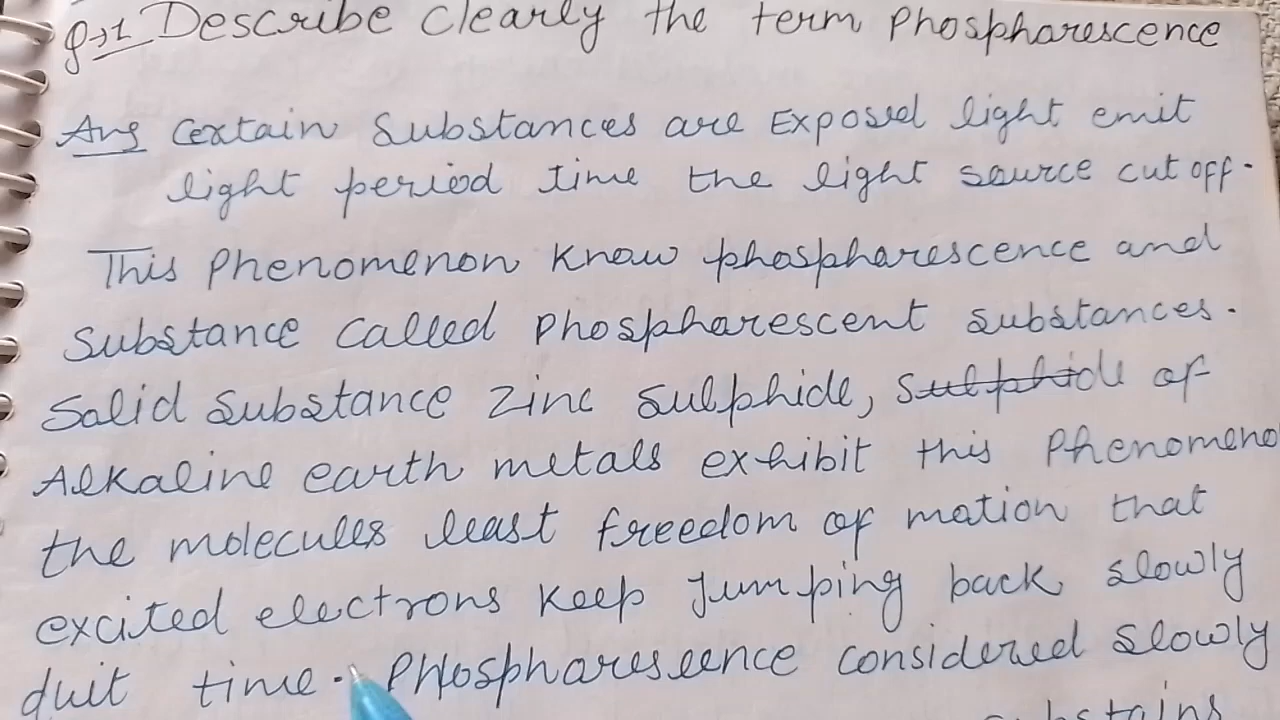 Q→1 Describe Clearly the term Phospharescence
Ans Certain Substances are Exposed light emit
light period time the light source cut off.
This Phenomenon Know phospharescence and
Substance Called Phospharescent substances.
Solid Substance Zinc Sulphide, Sulphide of
Alkaline earth metals exhibit this Phenomeno
the molecules least freedom of motion that
excited electrons Keep Jumping back slowly
quit time. Phosphoresence considered slowly